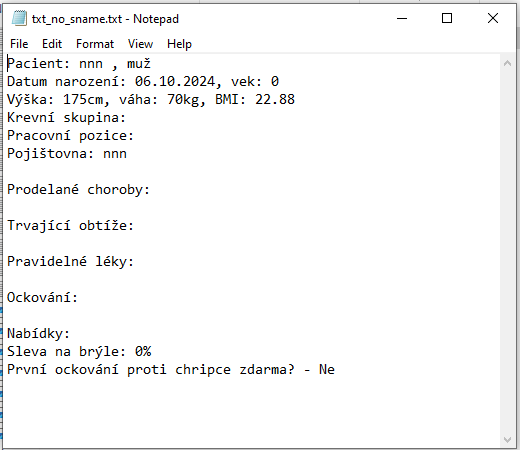 txt_no_sname.txt - Notepad
File Edit Format View Help
Pacient: nnn , muž
Datum narození: 06.10.2024, vek: 0
Výška: 175cm, váha: 70kg, BMI: 22.88
Krevní skupina:
Pracovní pozice:
Pojištovna: nnn
Prodelané choroby:
Trvající obtíže:
Pravidelné léky:
Ockování:
Nabídky:
Sleva na brýle: 0%
První ockování proti chripce zdarma? - Ne